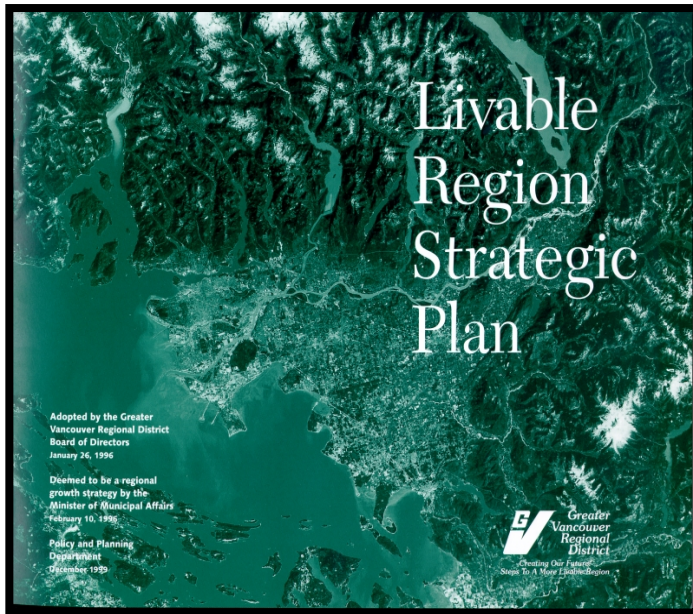 Livable
Region
Strategic
Plan
Adopted by the Greater
Vancouver Regional District
Board of Directors
January 26, 1996
Deemed to be a regional
growth strategy by the
Minister of Municipal Affairs
February 10, 1996
Policy and Planning
Department
December 1999
GV
Greater
Vancouver
Regional
District
Creating Our Future
Steps To A More Livable Region